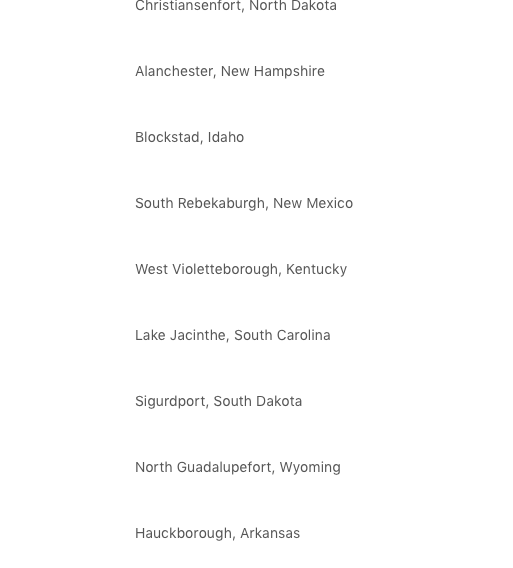 Christiansenfort, North Dakota
Alanchester, New Hampshire
Blockstad, Idaho
South Rebekaburgh, New Mexico
West Violetteborough, Kentucky
Lake Jacinthe, South Carolina
Sigurdport, South Dakota
North Guadalupefort, Wyoming
Hauckborough, Arkansas